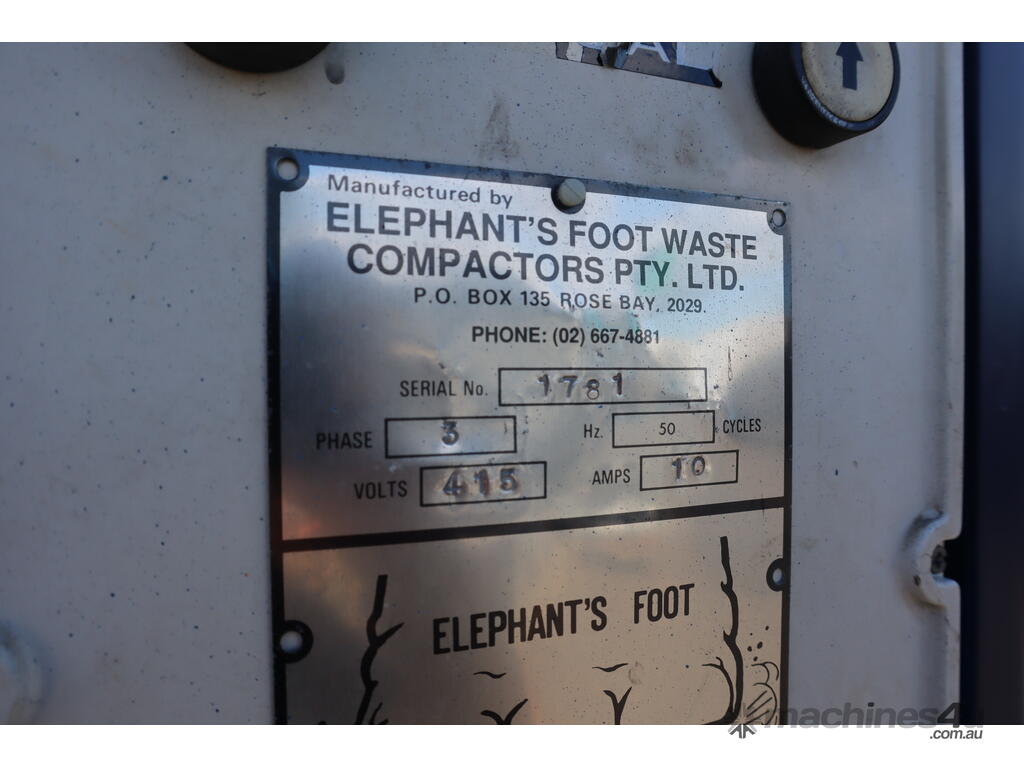 Manufactured by
ELEPHANT'S FOOT WASTE
COMPACTORS PTY. LTD.
P.O. BOX 135 ROSE BAY, 2029.
PHONE: (02) 667-4881
SERIAL No. 1781
PHASE 3 Hz. 50 CYCLES
VOLTS 415 AMPS 10
ELEPHANT'S FOOT
machines4u
.com.au